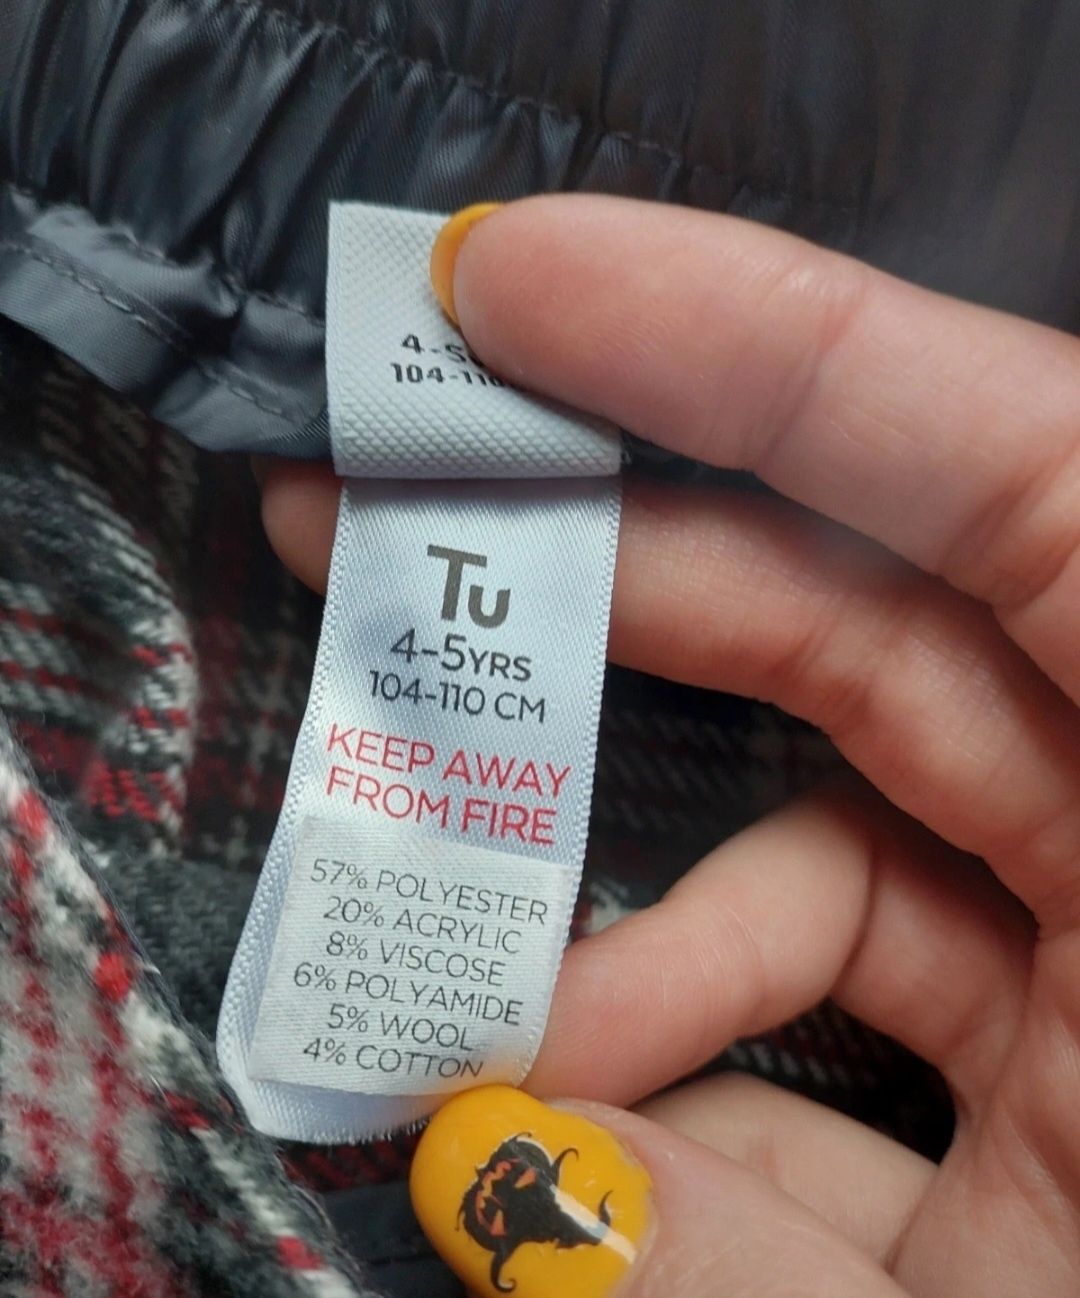 Tu
4-5YRS
104-110 CM
KEEP AWAY
FROM FIRE
57% POLYESTER
20% ACRYLIC
8% VISCOSE
6% POLYAMIDE
5% WOOL
4% COTTON